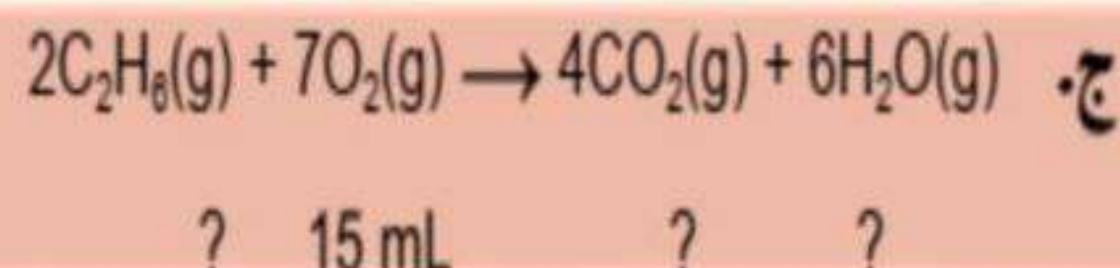 2C₂H₆(g) + 7O₂(g) ⟶ 4CO₂(g) + 6H₂O(g) ج.
? 15 mL ? ?